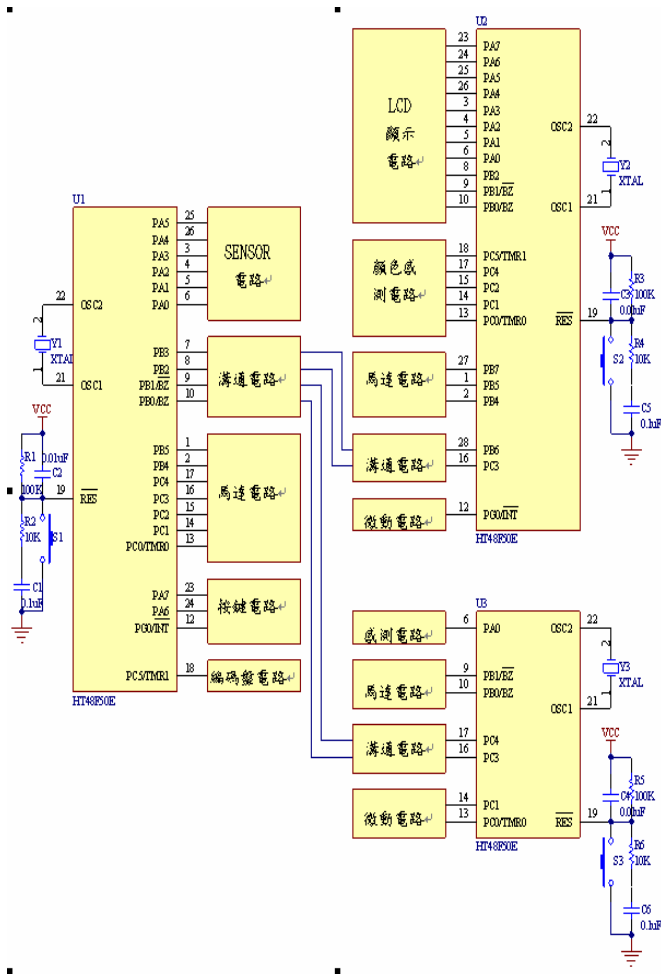 U1
PA5
PA4
PA3
PA2
PA1
PA0
25
26
3
4
5
6
SENSOR
電路
PB3
PB2
PB1/BZ
PB0/BZ
7
8
9
10
溝通電路
PB5
PB4
PC4
PC3
PC2
PC1
PC0/TMR0
1
2
17
16
15
14
13
馬達電路
PA7
PA6
PG0/INT
23
24
12
按鍵電路
PC5/TMR1
18
編碼盤電路
OSC2
22
2
Y1
XTAL
1
21
OSC1
VCC
R1
100K
0.01uF
C2
19
RES
R2
10K
S1
C1
0.1uF
HT48F50E
U2
LCD
顯示
電路
23
24
25
26
3
4
5
6
8
9
10
PA7
PA6
PA5
PA4
PA3
PA2
PA1
PA0
PB2
PB1/BZ
PB0/BZ
顏色感
測電路
18
17
15
14
13
PC5/TMR1
PC4
PC2
PC1
PC0/TMR0
馬達電路
27
1
2
PB7
PB5
PB4
溝通電路
28
16
PB6
PC3
微動電路
12
PG0/INT
OSC2
22
2
Y2
XTAL
1
21
OSC1
VCC
R3
100K
C3
0.01uF
19
RES
R4
10K
S2
C5
0.1uF
HT48F50E
U3
感測電路
6
PA0
馬達電路
9
10
PB1/BZ
PB0/BZ
溝通電路
17
16
PC4
PC3
微動電路
14
13
PC1
PC0/TMR0
OSC2
22
2
Y3
XTAL
1
21
OSC1
VCC
R5
100K
C4
0.01uF
19
RES
R6
10K
S3
C6
0.1uF
HT48F50E